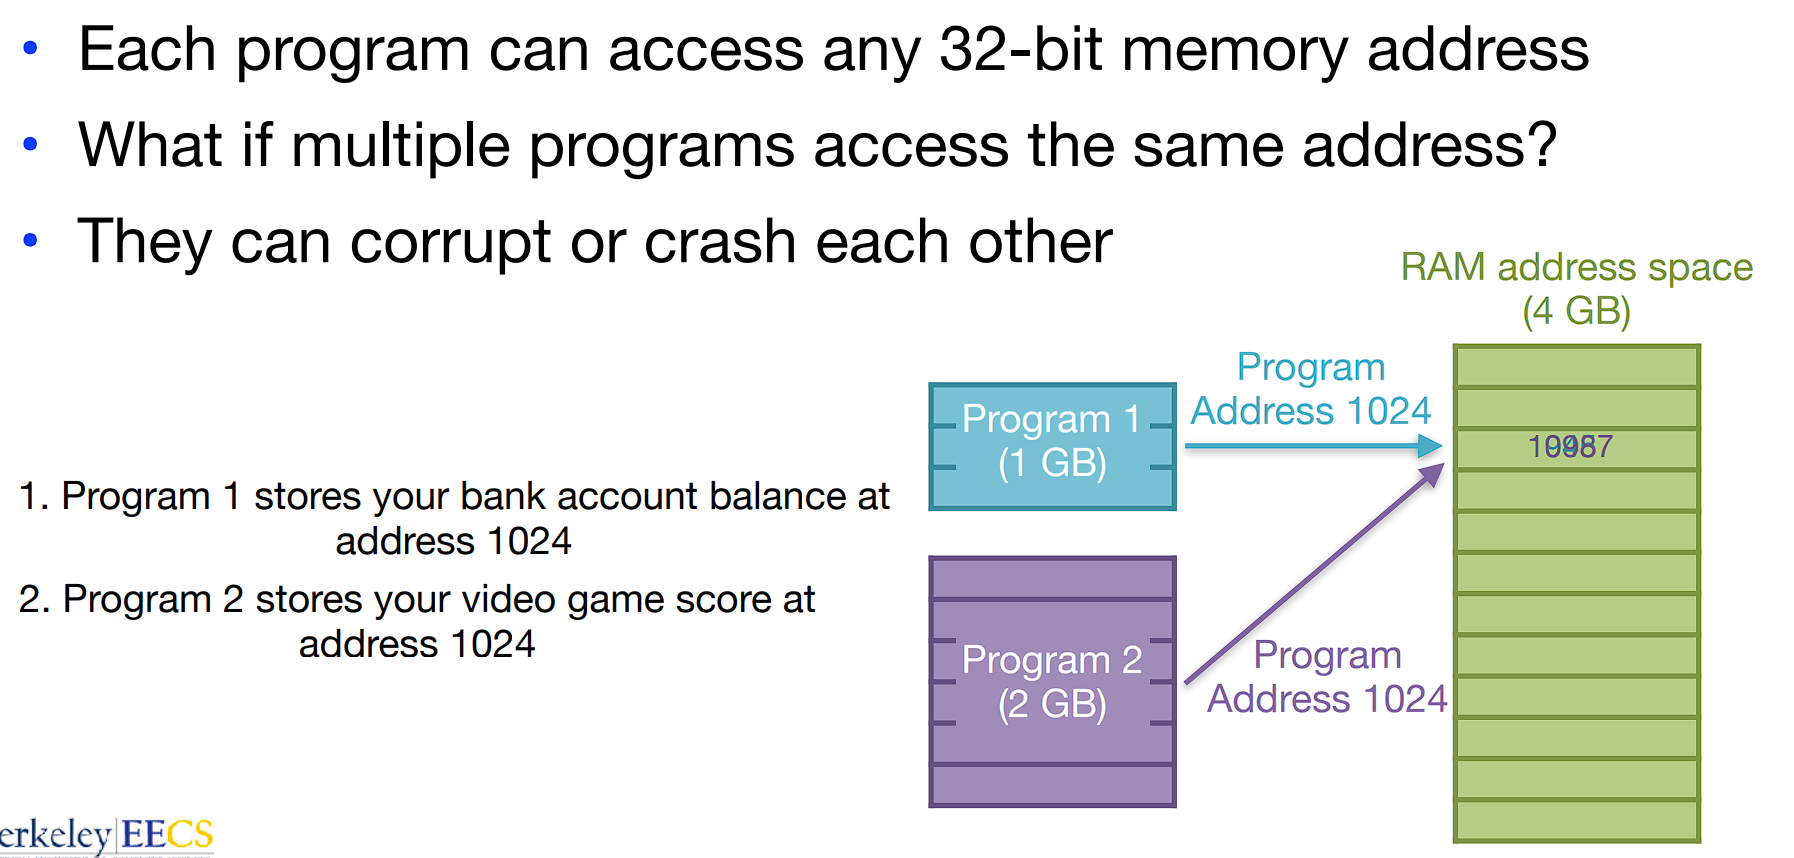 • Each program can access any 32-bit memory address
• What if multiple programs access the same address?
• They can corrupt or crash each other
RAM address space
(4 GB)
Program
Address 1024
Program 1
(1 GB)
1. Program 1 stores your bank account balance at
address 1024
2. Program 2 stores your video game score at
address 1024
Program 2
(2 GB)
Program
Address 1024
erkeley EECS